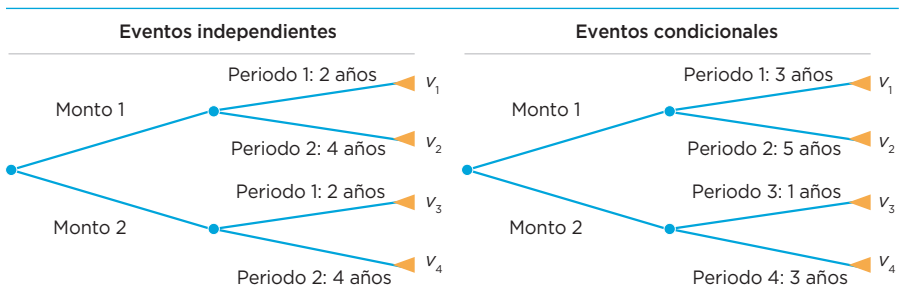 Eventos independientes
Periodo 1: 2 años
v1
Monto 1
Periodo 2: 4 años
v2
Periodo 1: 2 años
v3
Monto 2
Periodo 2: 4 años
v4
Eventos condicionales
Periodo 1: 3 años
v1
Monto 1
Periodo 2: 5 años
v2
Periodo 3: 1 años
v3
Monto 2
Periodo 4: 3 años
v4